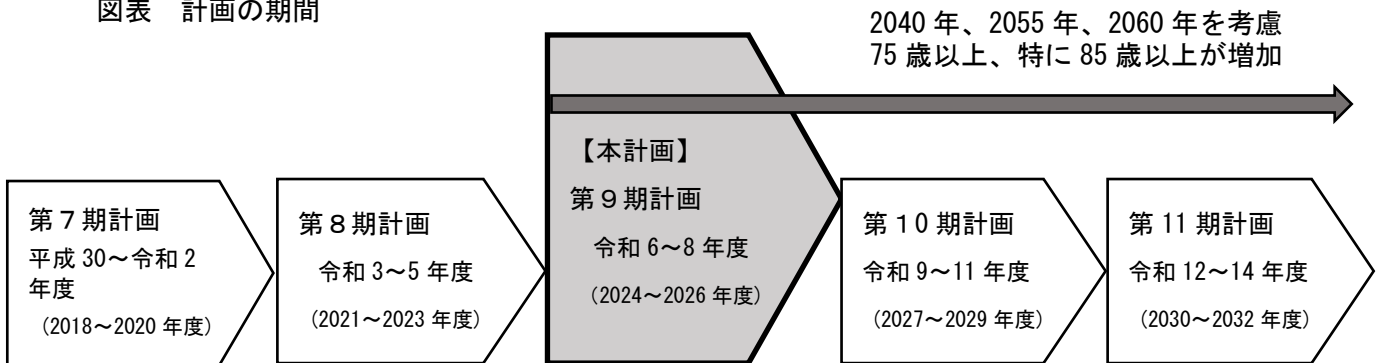 図表　計画の期間
2040 年、2055 年、2060 年を考慮
75 歳以上、特に 85 歳以上が増加
第７期計画
平成 30～令和 2
年度
（2018～2020 年度）
第８期計画
令和 3～5 年度
（2021～2023 年度）
【本計画】
第９期計画
令和 6～8 年度
（2024～2026 年度）
第１０期計画
令和 9～11 年度
（2027～2029 年度）
第 11 期計画
令和 12～14 年度
（2030～2032 年度）